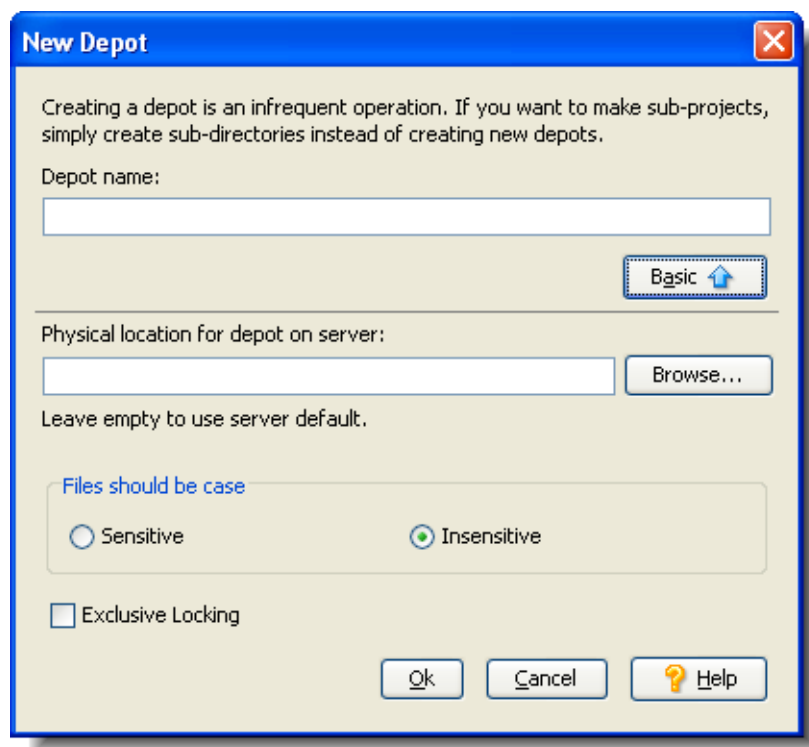 New Depot
Creating a depot is an infrequent operation. If you want to make sub-projects,
simply create sub-directories instead of creating new depots.
Depot name:
Basic
Physical location for depot on server:
Browse...
Leave empty to use server default.
Files should be case
Sensitive Insensitive
Exclusive Locking
Ok Cancel Help